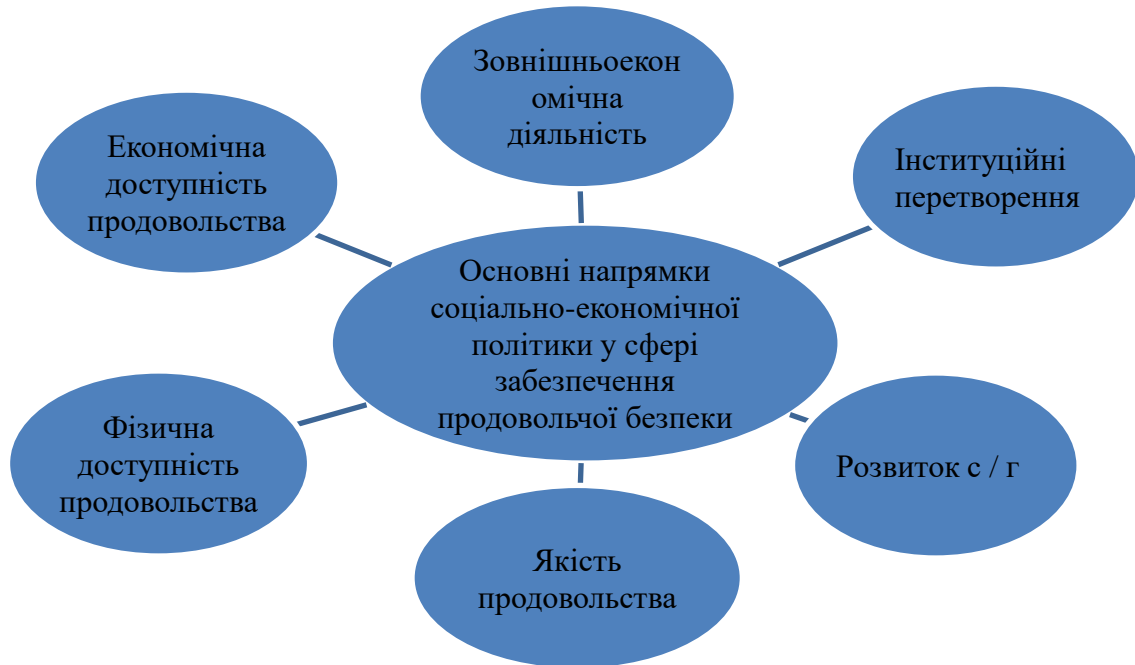 Зовнішньоекон
омічна
діяльність
Економічна
доступність
продовольства
Інституційні
перетворення
Основні напрямки
соціально-економічної
політики у сфері
забезпечення
продовольчої безпеки
Фізична
доступність
продовольства
Розвиток с / г
Якість
продовольства